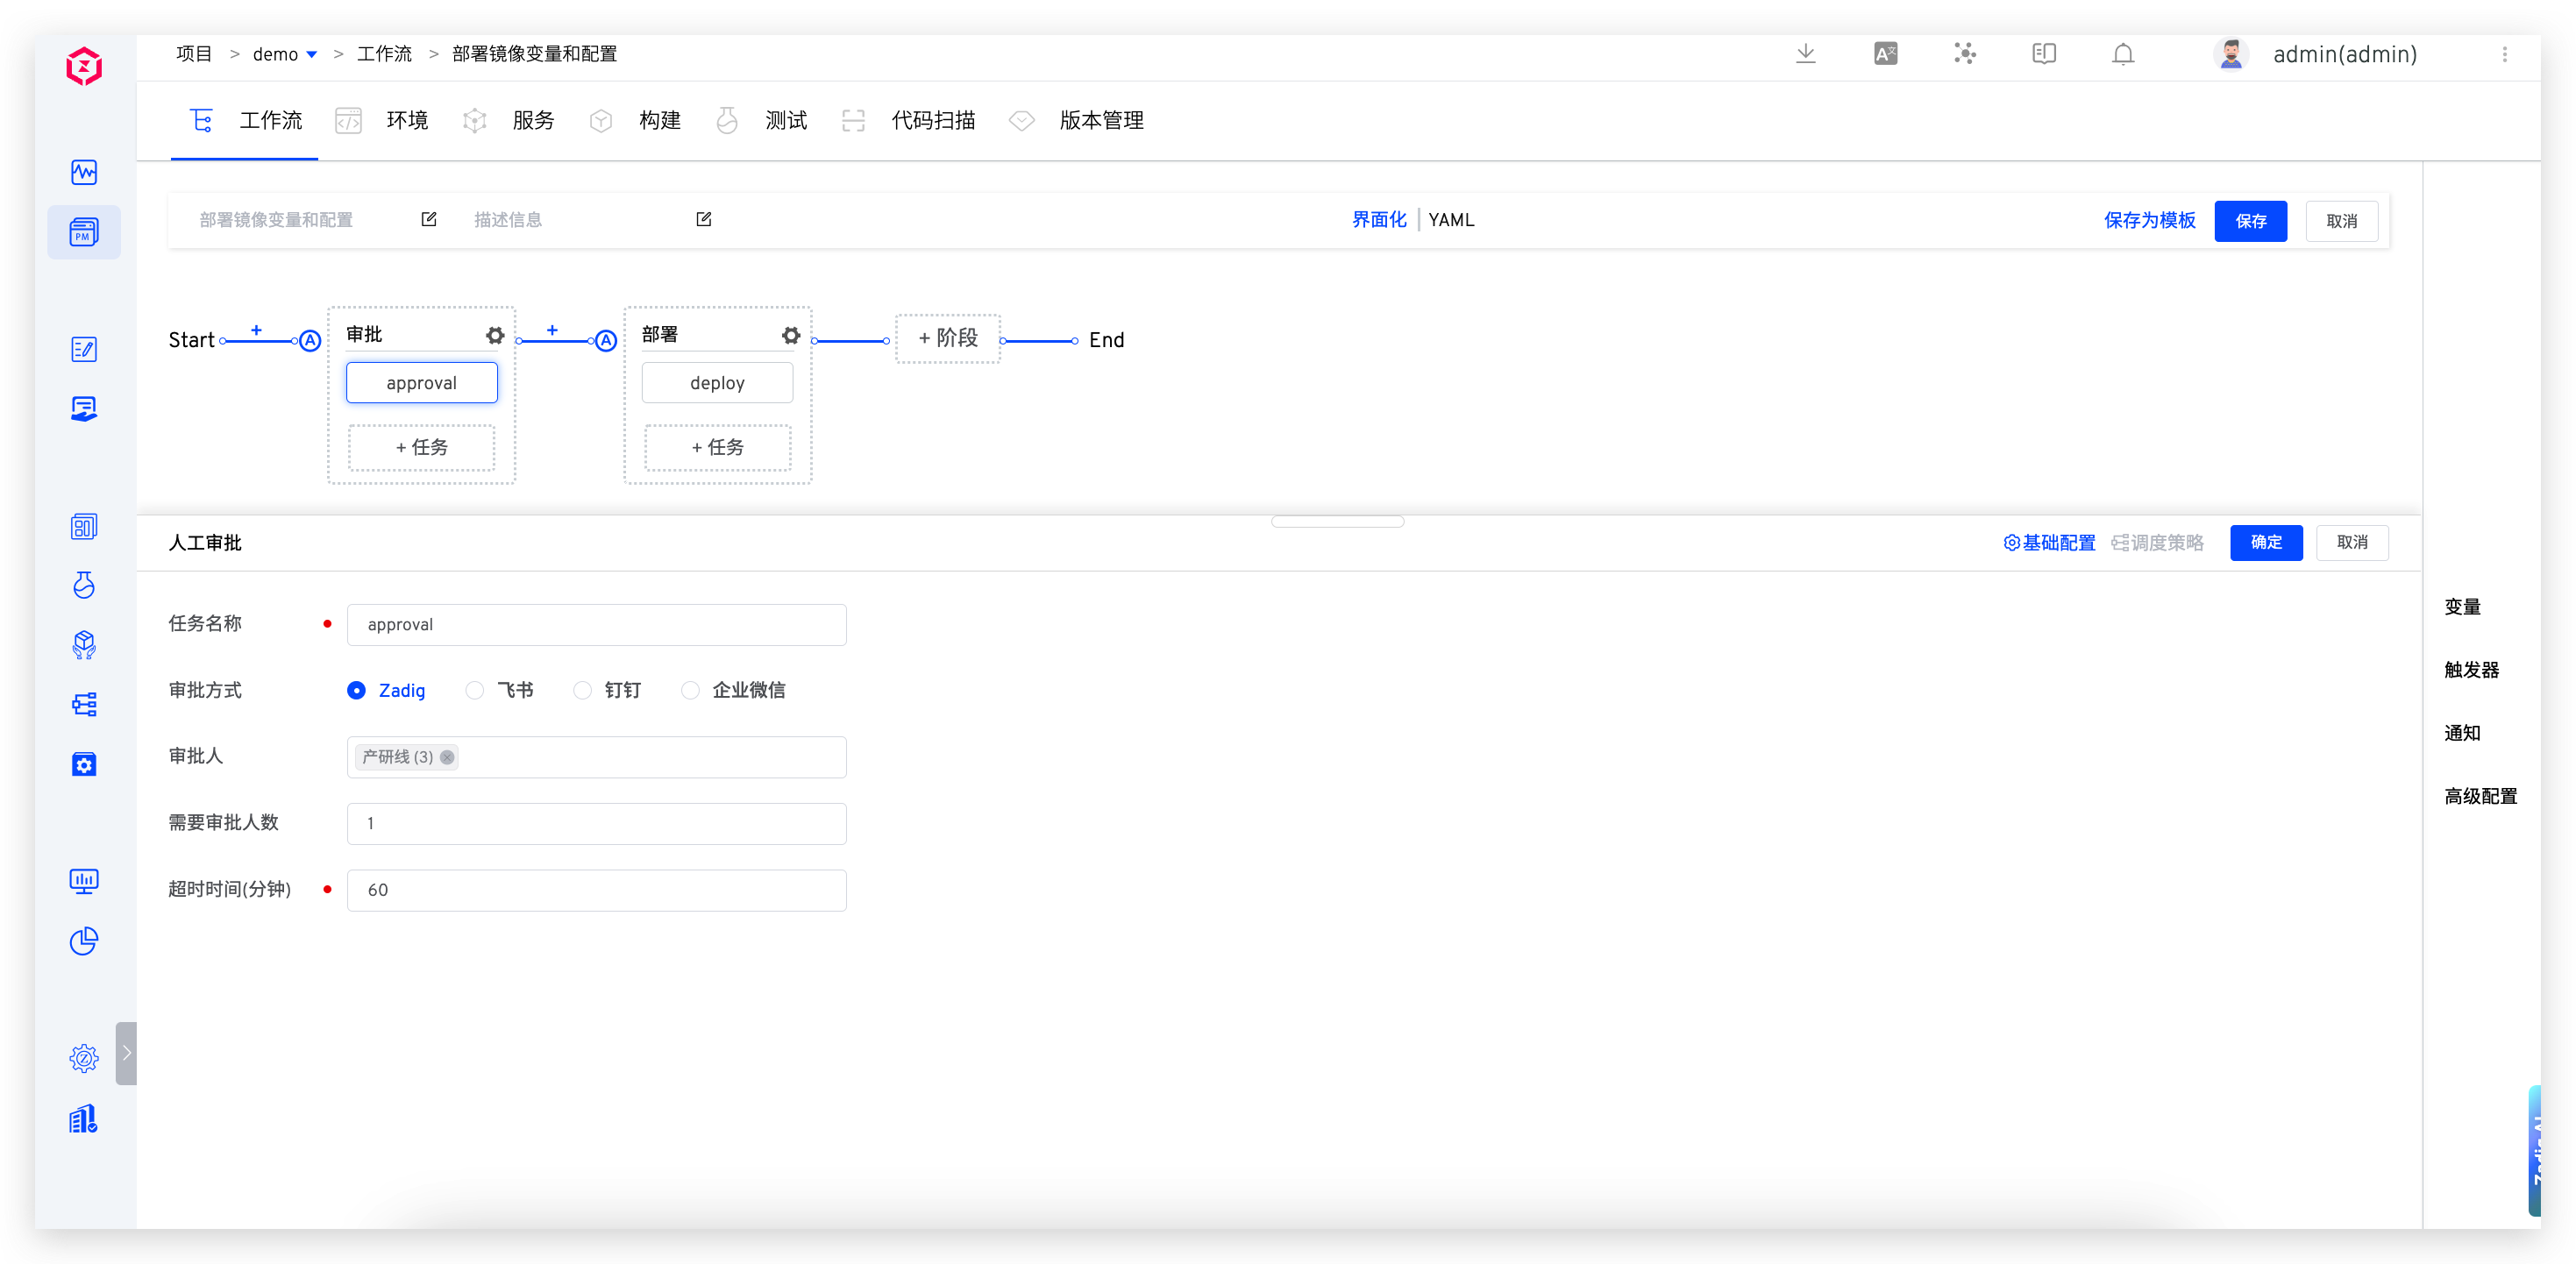 项目 > demo > 工作流 > 部署镜像变量和配置
admin(admin)
工作流 环境 服务 构建 测试 代码扫描 版本管理
PM
部署镜像变量和配置 描述信息 界面化 YAML 保存为模板 保存 取消
Start + A 审批 + A 部署 + 阶段 End
approval deploy
+ 任务 + 任务
人工审批 基础配置 调度策略 确定 取消
任务名称 approval
审批方式 Zadig 飞书 钉钉 企业微信
审批人 产研线 (3)
需要审批人数 1
超时时间(分钟) 60
变量
触发器
通知
高级配置